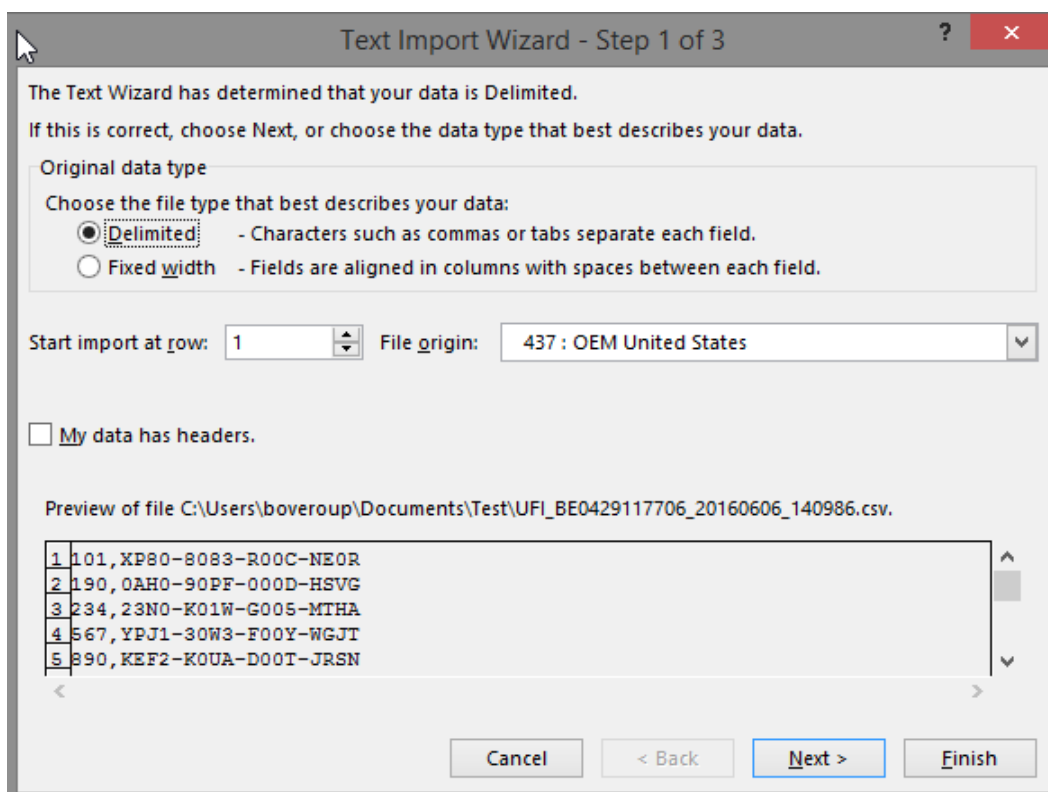 Text Import Wizard - Step 1 of 3 ? ×
The Text Wizard has determined that your data is Delimited.
If this is correct, choose Next, or choose the data type that best describes your data.
Original data type
Choose the file type that best describes your data:
Delimited - Characters such as commas or tabs separate each field.
Fixed width - Fields are aligned in columns with spaces between each field.
Start import at row: 1 File origin: 437 : OEM United States
My data has headers.
Preview of file C:\Users\boveroup\Documents\Test\UFI_BE0429117706_20160606_140986.csv.
1 101,XP80-8083-R00C-NE0R
2 190,0AH0-90PF-000D-HSVG
3 234,23N0-K01W-G005-MTHA
4 567,YPJ1-30W3-F00Y-WGJT
5 890,KEF2-K0UA-D00T-JRSN
Cancel < Back Next > Finish